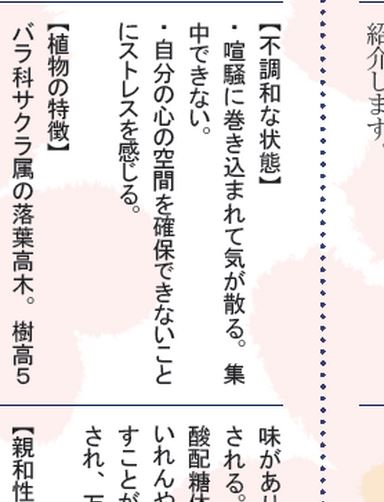 紹介します。
【不調和な状態】
・喧騒に巻き込まれて気が散る。集
中できない。
・自分の心の空間を確保できないこと
にストレスを感じる。
【植物の特徴】
バラ科サクラ属の落葉高木。樹高5
味があり
される。
酸配糖体
いれんや
すことが
され、万
【親和性